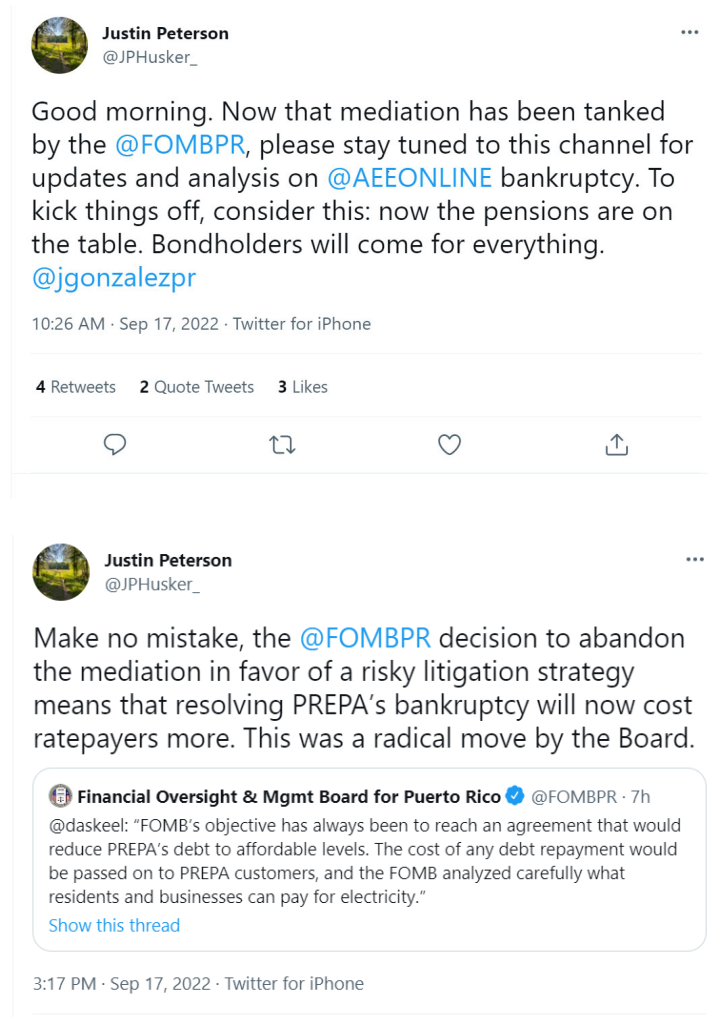 Justin Peterson
@JPHusker_
Good morning. Now that mediation has been tanked
by the @FOMBPR, please stay tuned to this channel for
updates and analysis on @AEEONLINE bankruptcy. To
kick things off, consider this: now the pensions are on
the table. Bondholders will come for everything.
@jgonzalezpr
10:26 AM · Sep 17, 2022 · Twitter for iPhone
4 Retweets 2 Quote Tweets 3 Likes
Justin Peterson
@JPHusker_
Make no mistake, the @FOMBPR decision to abandon
the mediation in favor of a risky litigation strategy
means that resolving PREPA’s bankruptcy will now cost
ratepayers more. This was a radical move by the Board.
Financial Oversight & Mgmt Board for Puerto Rico @FOMBPR · 7h
@daskeel: “FOMB’s objective has always been to reach an agreement that would
reduce PREPA’s debt to affordable levels. The cost of any debt repayment would
be passed on to PREPA customers, and the FOMB analyzed carefully what
residents and businesses can pay for electricity.”
Show this thread
3:17 PM · Sep 17, 2022 · Twitter for iPhone